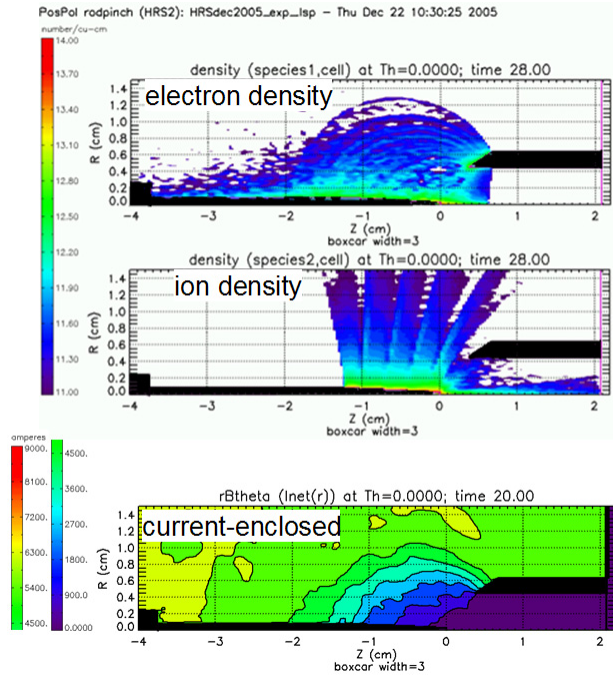 PosPol rodpinch (HRS2): HRSdec2005_exp_lsp – Thu Dec 22 10:30:25 2005
number/cu-cm
14.00
13.70
13.40
13.10
12.80
12.50
12.20
11.90
11.60
11.30
11.00
density (species1,cell) at Th=0.0000; time 28.00
electron density
R (cm)
1.4
1.2
1.0
0.8
0.6
0.4
0.2
0.0
-4 -3 -2 -1 0 1 2
Z (cm)
boxcar width=3
density (species2,cell) at Th=0.0000; time 28.00
ion density
R (cm)
1.4
1.2
1.0
0.8
0.6
0.4
0.2
0.0
-4 -3 -2 -1 0 1 2
Z (cm)
boxcar width=3
amperes
9000.
8100.
7200.
6300.
5400.
4500.
4500.
3600.
2700.
1800.
900.0
0.0000
rBtheta (Inet(r)) at Th=0.0000; time 20.00
current-enclosed
R (cm)
1.4
1.2
1.0
0.8
0.6
0.4
0.2
0.0
-4 -3 -2 -1 0 1 2
Z (cm)
boxcar width=3